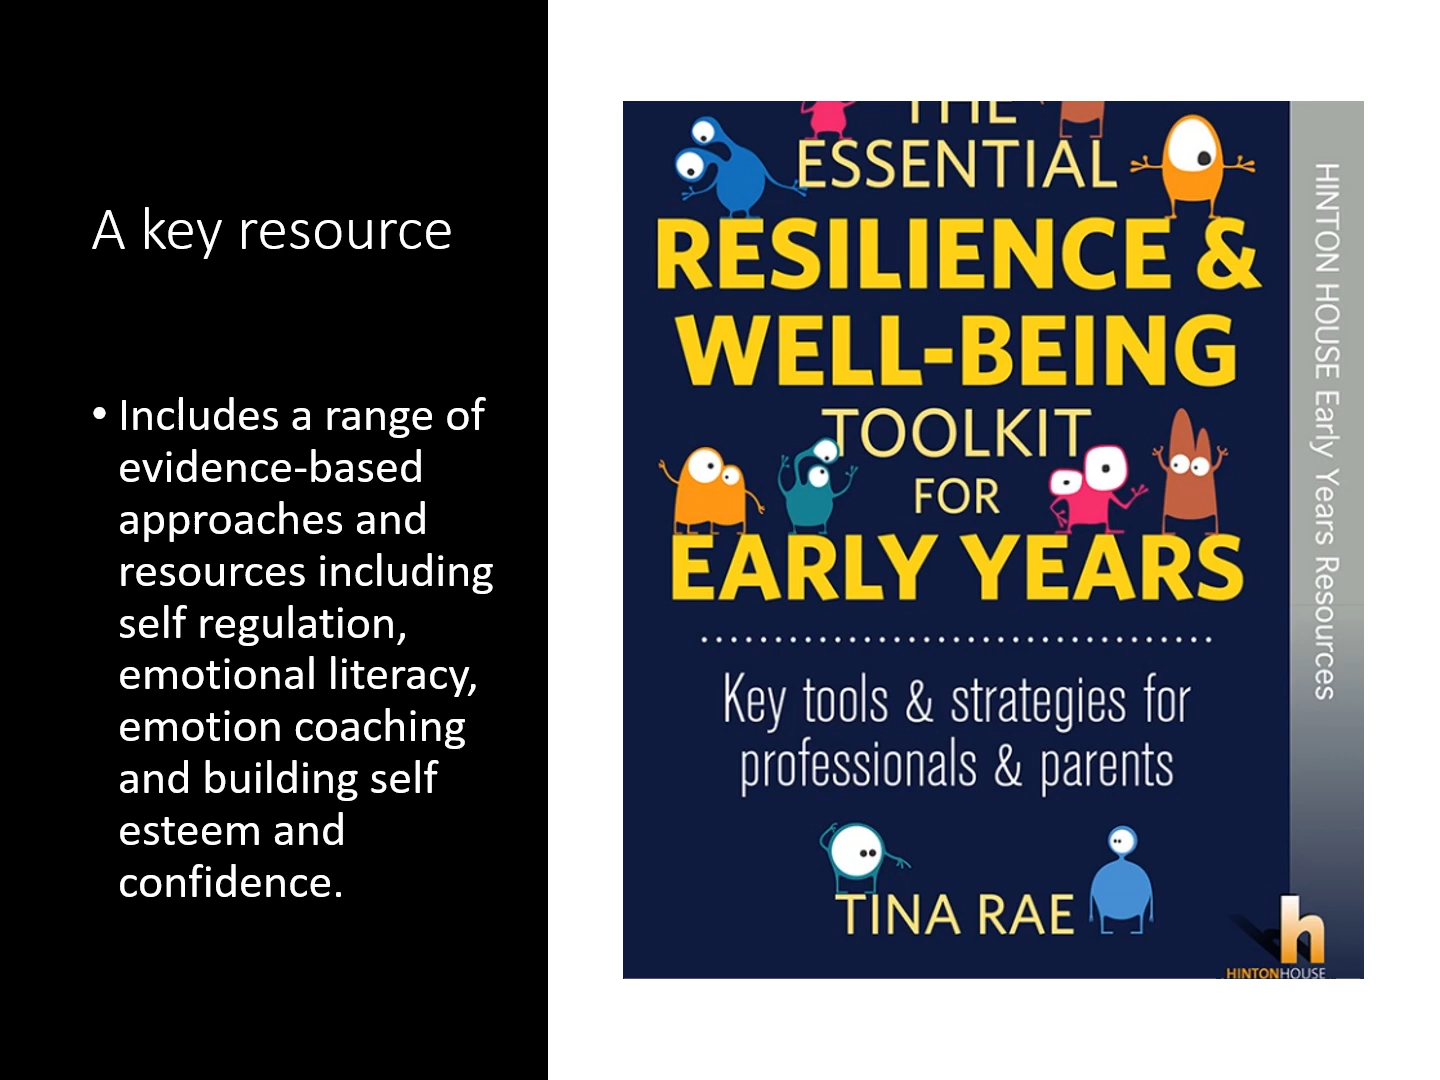 A key resource
• Includes a range of
evidence-based
approaches and
resources including
self regulation,
emotional literacy,
emotion coaching
and building self
esteem and
confidence.
THE
ESSENTIAL
RESILIENCE &
WELL-BEING
TOOLKIT
FOR
EARLY YEARS
Key tools & strategies for
professionals & parents
TINA RAE
HINTON HOUSE Early Years Resources
h
HINTONHOUSE